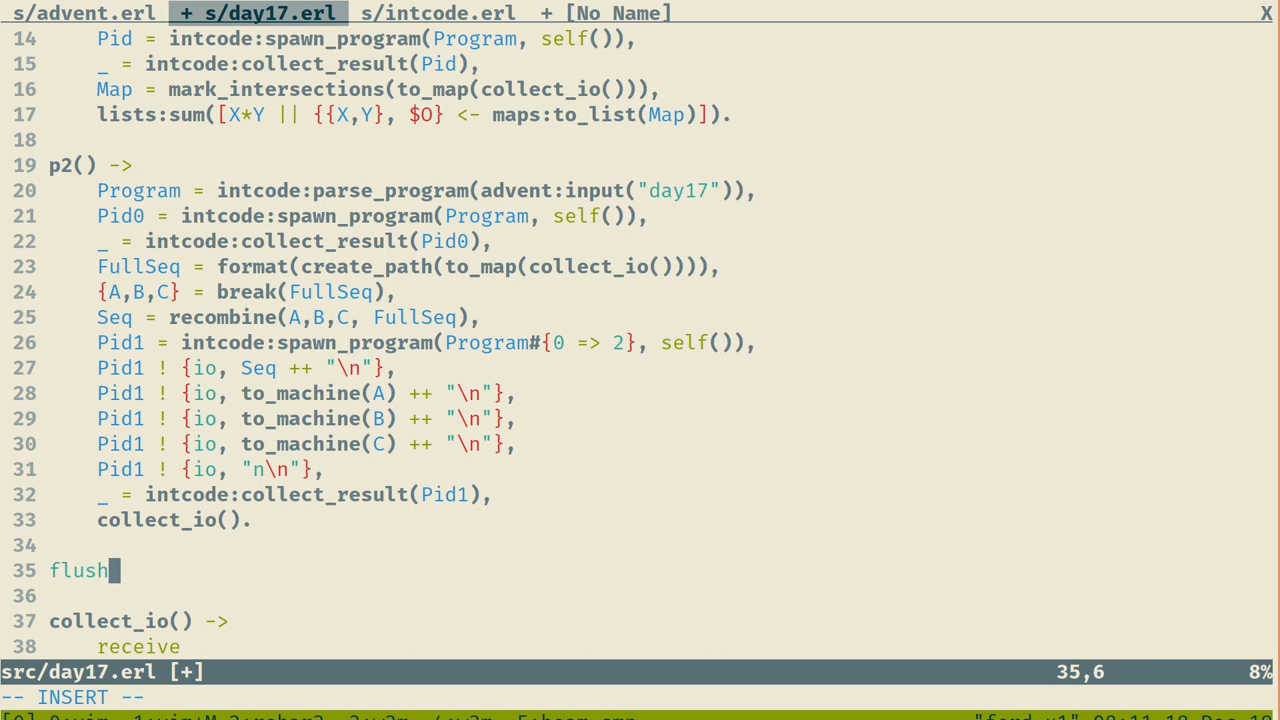 s/advent.erl  + s/day17.erl  s/intcode.erl  + [No Name] X
14     Pid = intcode:spawn_program(Program, self()),
15     _ = intcode:collect_result(Pid),
16     Map = mark_intersections(to_map(collect_io())),
17     lists:sum([X*Y || {{X,Y}, $O} <- maps:to_list(Map)]).
18
19 p2() ->
20     Program = intcode:parse_program(advent:input("day17")),
21     Pid0 = intcode:spawn_program(Program, self()),
22     _ = intcode:collect_result(Pid0),
23     FullSeq = format(create_path(to_map(collect_io()))),
24     {A,B,C} = break(FullSeq),
25     Seq = recombine(A,B,C, FullSeq),
26     Pid1 = intcode:spawn_program(Program#{0 => 2}, self()),
27     Pid1 ! {io, Seq ++ "\n"},
28     Pid1 ! {io, to_machine(A) ++ "\n"},
29     Pid1 ! {io, to_machine(B) ++ "\n"},
30     Pid1 ! {io, to_machine(C) ++ "\n"},
31     Pid1 ! {io, "n\n"},
32     _ = intcode:collect_result(Pid1),
33     collect_io().
34
35 flush
36
37 collect_io() ->
38     receive
src/day17.erl [+] 35,6 8%
-- INSERT --